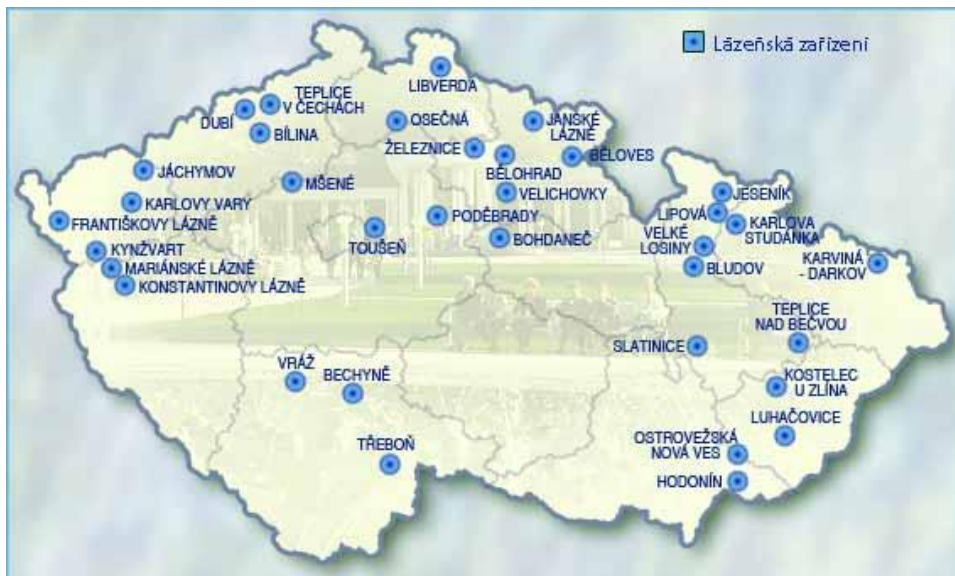 Lázeňská zařízení
LIBVERDA
TEPLICE
V ČECHÁCH
DUBÍ
BÍLINA
OSEČNÁ
JANSKÉ
LÁZNĚ
ŽELEZNICE
BĚLOVES
BĚLOHRAD
JÁCHYMOV
MŠENÉ
VELICHOVKY
JESENÍK
KARLOVY VARY
LIPOVÁ
FRANTIŠKOVY LÁZNĚ
PODĚBRADY
KARLOVA
STUDÁNKA
TOUŠEŇ
BOHDANEČ
VELKÉ
LOSINY
KYNŽVART
MARIÁNSKÉ LÁZNĚ
BLUDOV
KARVINÁ
- DARKOV
KONSTANTINOVY LÁZNĚ
TEPLICE
NAD BEČVOU
SLATINICE
VRÁŽ
BECHYNĚ
KOSTELEC
U ZLÍNA
LUHAČOVICE
TŘEBOŇ
OSTROVEŽSKÁ
NOVÁ VES
HODONÍN